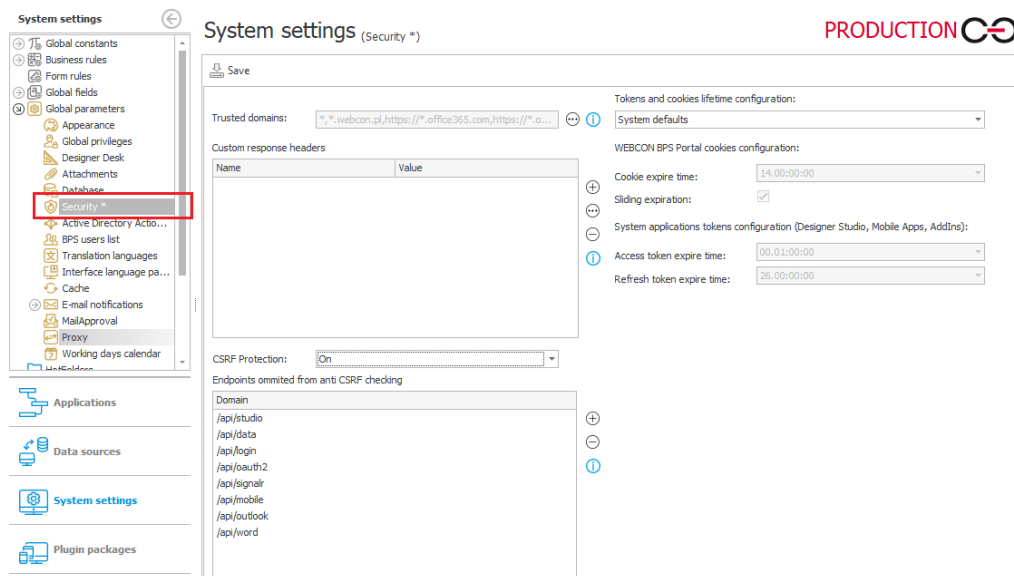 System settings
Global constants
Business rules
Form rules
Global fields
Global parameters
Appearance
Global privileges
Designer Desk
Attachments
Database
Security *
Active Directory Actio...
BPS users list
Translation languages
Interface language pa...
Cache
E-mail notifications
MailApproval
Proxy
Working days calendar
HotFolders
Applications
Data sources
System settings
Plugin packages
System settings (Security *)
PRODUCTION
Save
Trusted domains:
*,*.webcon.pl,https://*.office365.com,https://*.o...
Custom response headers
Name Value
CSRF Protection:
On
Endpoints ommited from anti CSRF checking
Domain
/api/studio
/api/data
/api/login
/api/oauth2
/api/signalr
/api/mobile
/api/outlook
/api/word
Tokens and cookies lifetime configuration:
System defaults
WEBCON BPS Portal cookies configuration:
Cookie expire time:
14.00:00:00
Sliding expiration:
System applications tokens configuration (Designer Studio, Mobile Apps, AddIns):
Access token expire time:
00.01:00:00
Refresh token expire time:
26.00:00:00